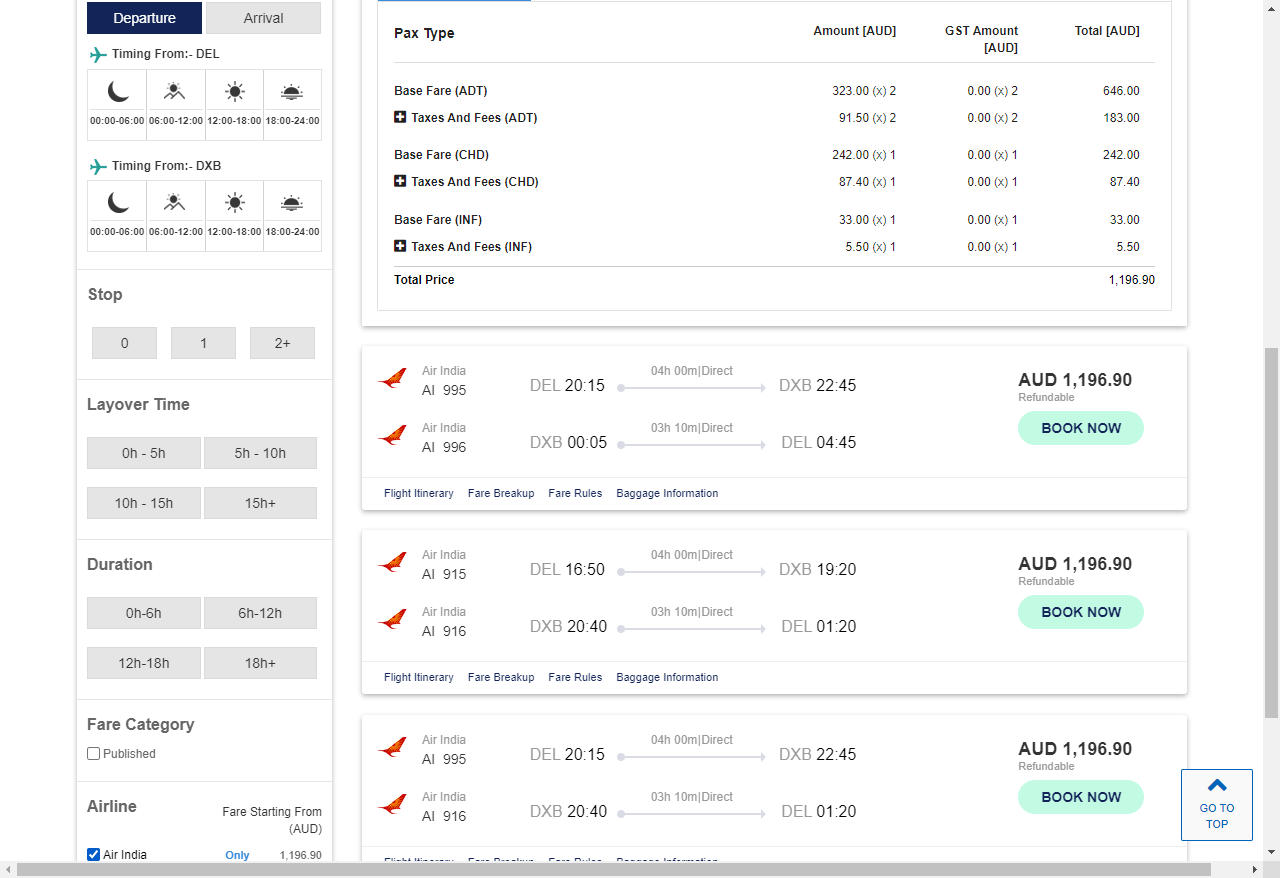 Departure Arrival
Timing From:- DEL
00:00-06:00 06:00-12:00 12:00-18:00 18:00-24:00
Timing From:- DXB
00:00-06:00 06:00-12:00 12:00-18:00 18:00-24:00
Stop
0 1 2+
Layover Time
0h - 5h 5h - 10h
10h - 15h 15h+
Duration
0h-6h 6h-12h
12h-18h 18h+
Fare Category
Published
Airline Fare Starting From
(AUD)
Air India Only 1,196.90
Pax Type Amount [AUD] GST Amount [AUD] Total [AUD]
Base Fare (ADT) 323.00 (x) 2 0.00 (x) 2 646.00
Taxes And Fees (ADT) 91.50 (x) 2 0.00 (x) 2 183.00
Base Fare (CHD) 242.00 (x) 1 0.00 (x) 1 242.00
Taxes And Fees (CHD) 87.40 (x) 1 0.00 (x) 1 87.40
Base Fare (INF) 33.00 (x) 1 0.00 (x) 1 33.00
Taxes And Fees (INF) 5.50 (x) 1 0.00 (x) 1 5.50
Total Price 1,196.90
Air India 04h 00m|Direct
AI 995 DEL 20:15 DXB 22:45 AUD 1,196.90
Refundable
Air India 03h 10m|Direct
AI 996 DXB 00:05 DEL 04:45 BOOK NOW
Flight Itinerary Fare Breakup Fare Rules Baggage Information
Air India 04h 00m|Direct
AI 915 DEL 16:50 DXB 19:20 AUD 1,196.90
Refundable
Air India 03h 10m|Direct
AI 916 DXB 20:40 DEL 01:20 BOOK NOW
Flight Itinerary Fare Breakup Fare Rules Baggage Information
Air India 04h 00m|Direct
AI 995 DEL 20:15 DXB 22:45 AUD 1,196.90
Refundable
Air India 03h 10m|Direct
AI 916 DXB 20:40 DEL 01:20 BOOK NOW
Flight Itinerary Fare Breakup Fare Rules Baggage Information
GO TO
TOP